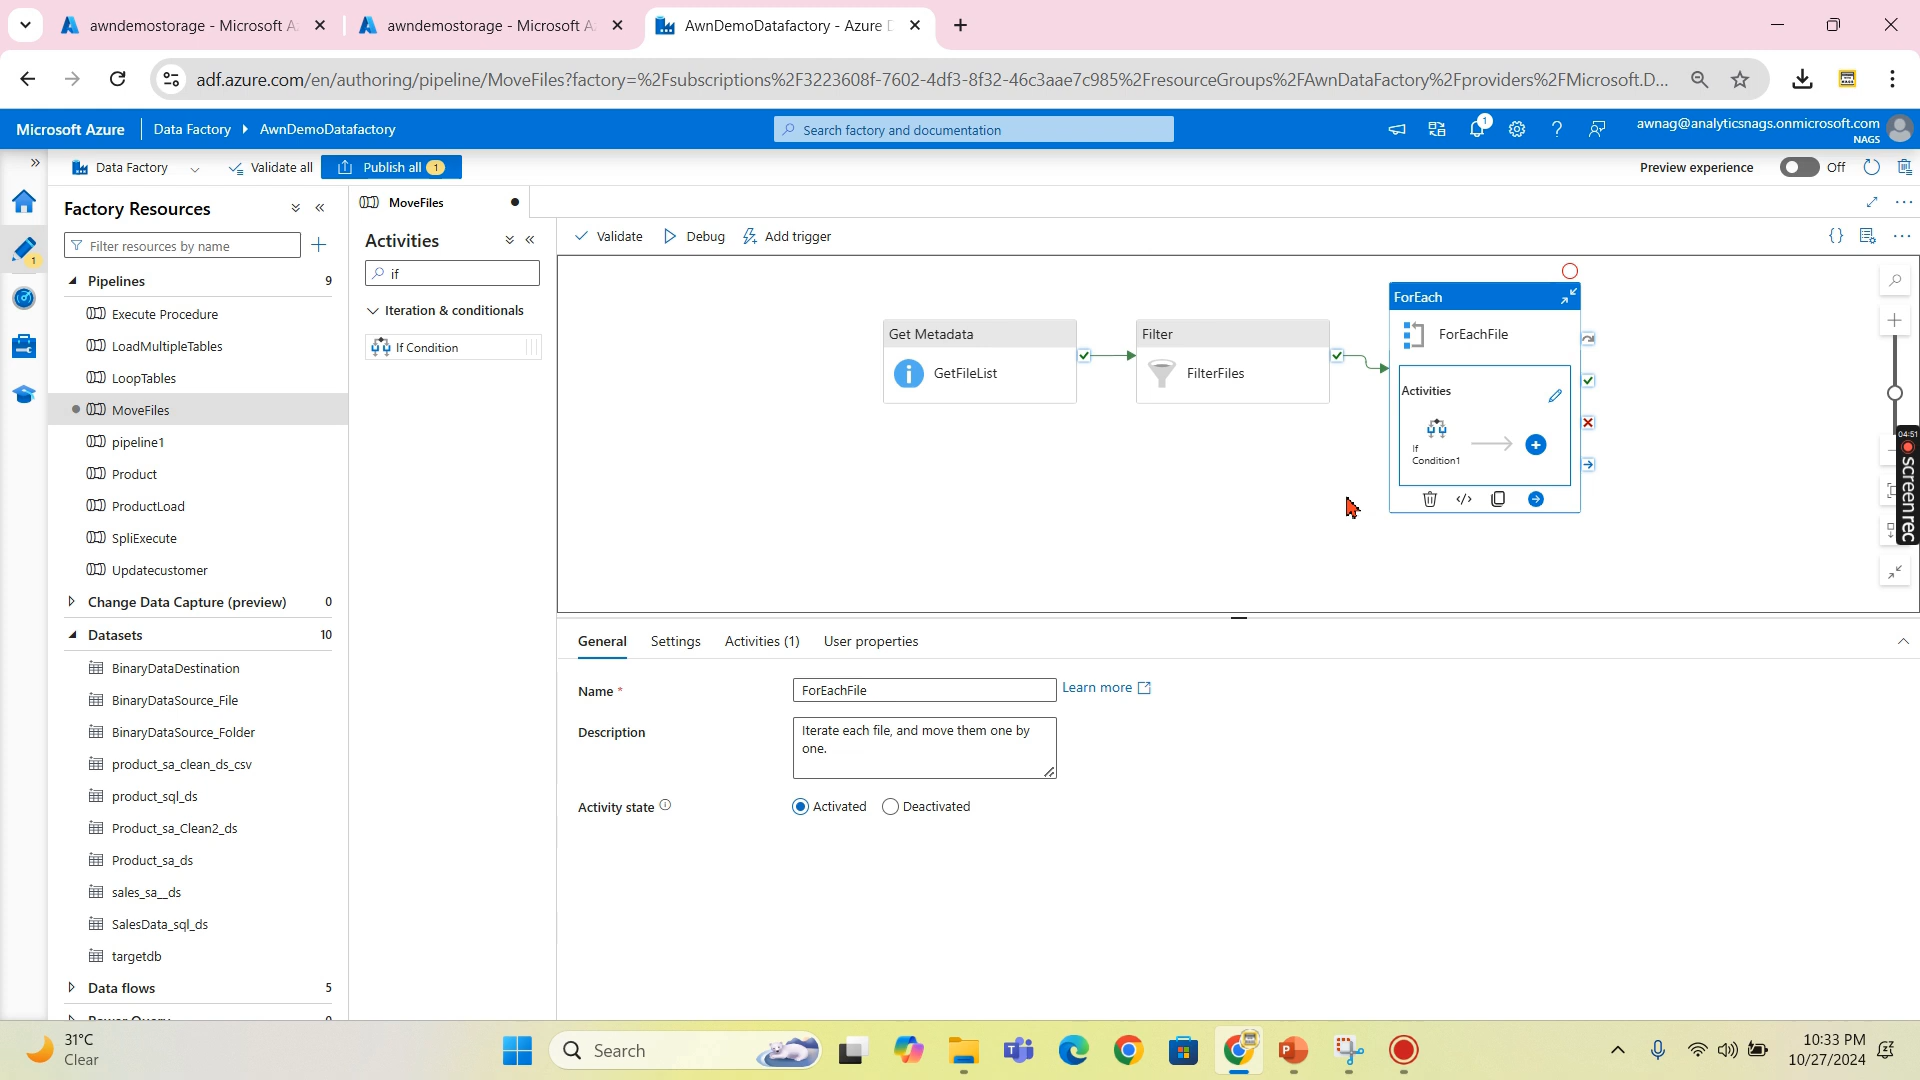 awndemostorage - Microsoft A
awndemostorage - Microsoft A
AwnDemoDatafactory - Azure D
adf.azure.com/en/authoring/pipeline/MoveFiles?factory=%2Fsubscriptions%2F3223608f-7602-4df3-8f32-46c3aae7c985%2FresourceGroups%2FAwnDataFactory%2Fproviders%2FMicrosoft.D...
Microsoft Azure
Data Factory
AwnDemoDatafactory
Search factory and documentation
1
awnag@analyticsnags.onmicrosoft.com
NAGS
Data Factory
Validate all
Publish all 1
Preview experience
Off
1
Factory Resources
Filter resources by name
Pipelines 9
Execute Procedure
LoadMultipleTables
LoopTables
MoveFiles
pipeline1
Product
ProductLoad
SpliExecute
Updatecustomer
Change Data Capture (preview) 0
Datasets 10
BinaryDataDestination
BinaryDataSource_File
BinaryDataSource_Folder
product_sa_clean_ds_csv
product_sql_ds
Product_sa_Clean2_ds
Product_sa_ds
sales_sa__ds
SalesData_sql_ds
targetdb
Data flows 5
Power Query 0
MoveFiles
Activities
if
Iteration & conditionals
If Condition
Validate
Debug
Add trigger
Get Metadata
GetFileList
Filter
FilterFiles
ForEach
ForEachFile
Activities
If
Condition1
04:51
screenrec
General
Settings
Activities (1)
User properties
Name *
ForEachFile
Learn more
Description
Iterate each file, and move them one by
one.
Activity state
Activated
Deactivated
31°C
Clear
Search
10:33 PM
10/27/2024